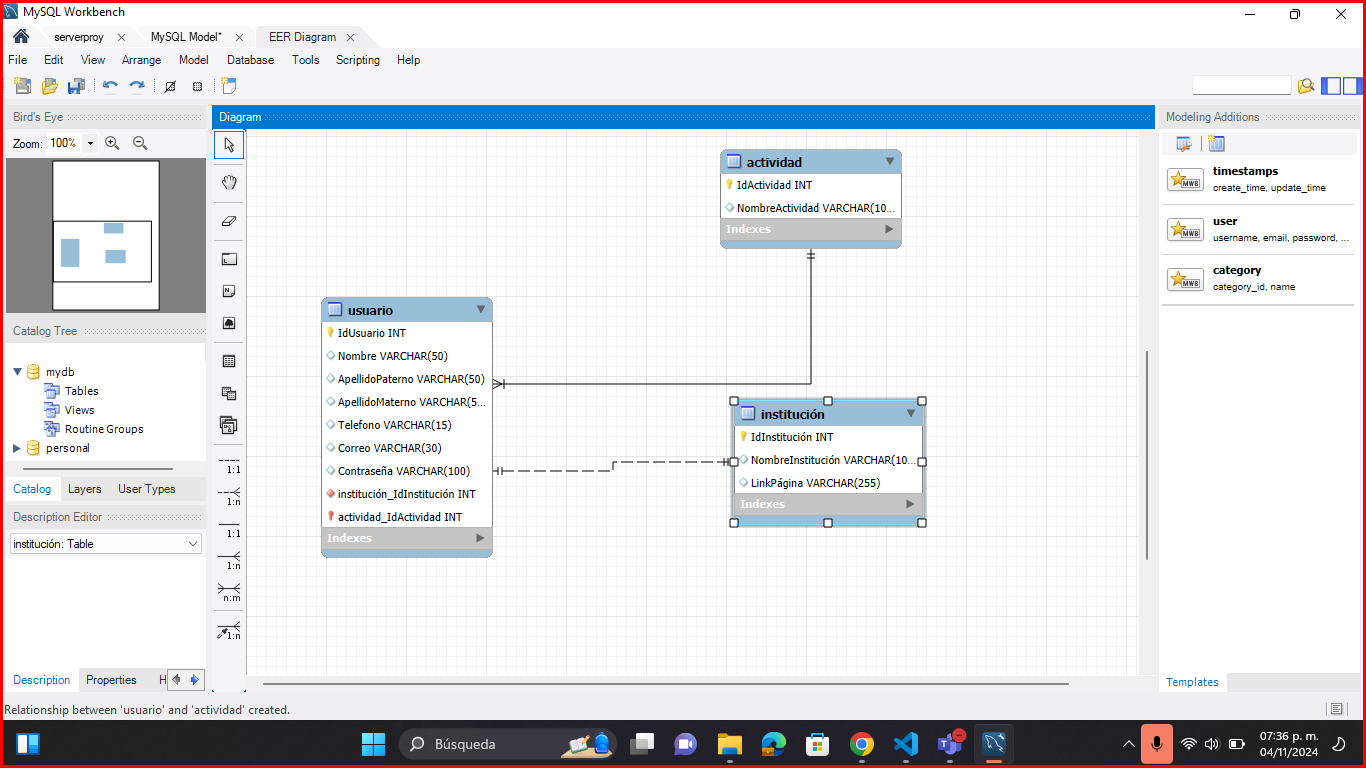 MySQL Workbench
serverproy
MySQL Model*
EER Diagram
File Edit View Arrange Model Database Tools Scripting Help
Bird's Eye
Zoom: 100%
Catalog Tree
mydb
Tables
Views
Routine Groups
personal
Catalog Layers User Types
Description Editor
institución: Table
Description Properties H
Diagram
N
1:1
1:n
1:1
1:n
n:m
1:n
actividad
IdActividad INT
NombreActividad VARCHAR(10...
Indexes
usuario
IdUsuario INT
Nombre VARCHAR(50)
ApellidoPaterno VARCHAR(50)
ApellidoMaterno VARCHAR(5...
Telefono VARCHAR(15)
Correo VARCHAR(30)
Contraseña VARCHAR(100)
institución_IdInstitución INT
actividad_IdActividad INT
Indexes
institución
IdInstitución INT
NombreInstitución VARCHAR(10...
LinkPágina VARCHAR(255)
Indexes
Modeling Additions
MWB
timestamps
create_time, update_time
MWB
user
username, email, password, ...
MWB
category
category_id, name
Templates
Relationship between 'usuario' and 'actividad' created.
Búsqueda
07:36 p. m.
04/11/2024